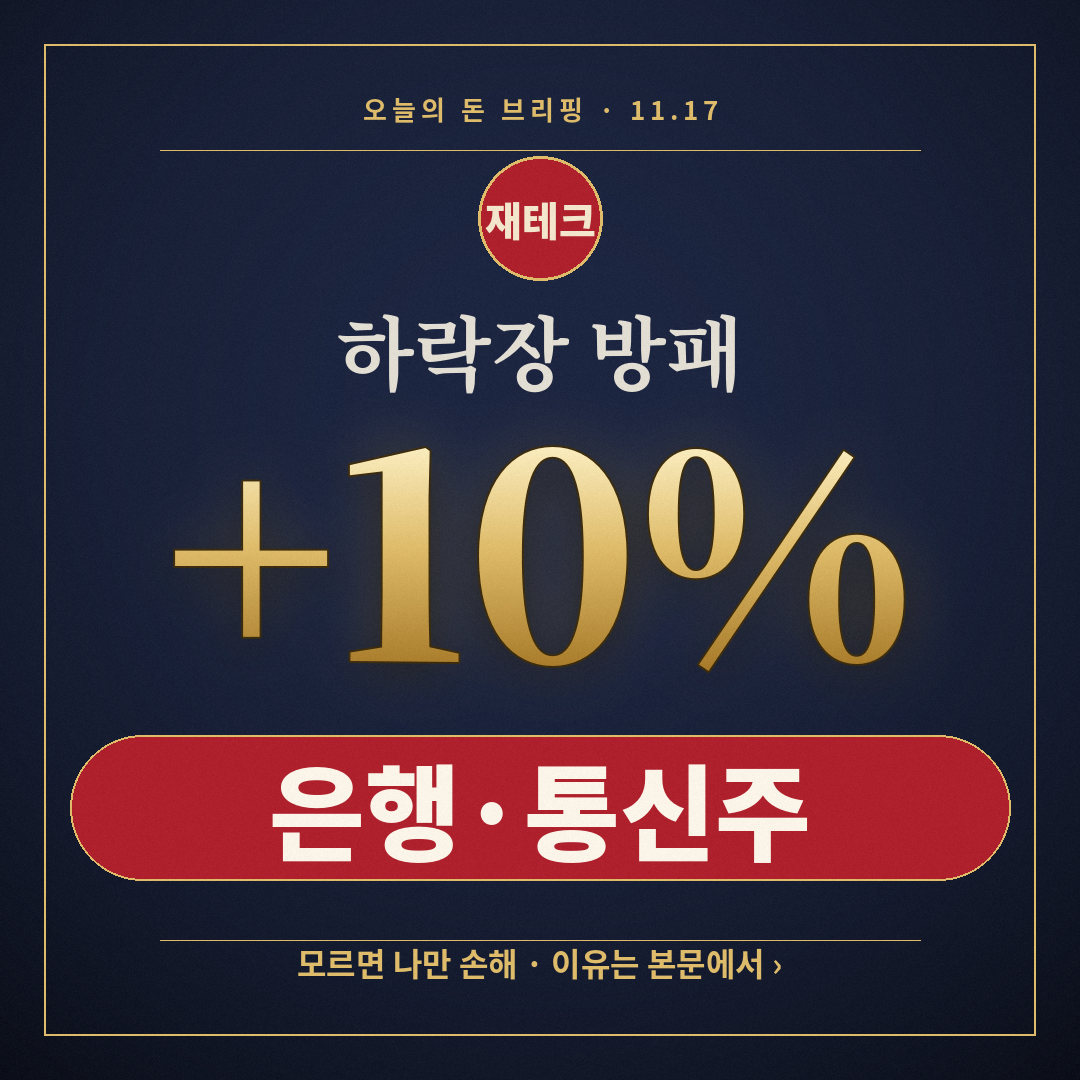 오늘의 돈 브리핑 · 11.17
재테크
하락장 방패
+10%
은행·통신주
모르면 나만 손해 · 이유는 본문에서 ›